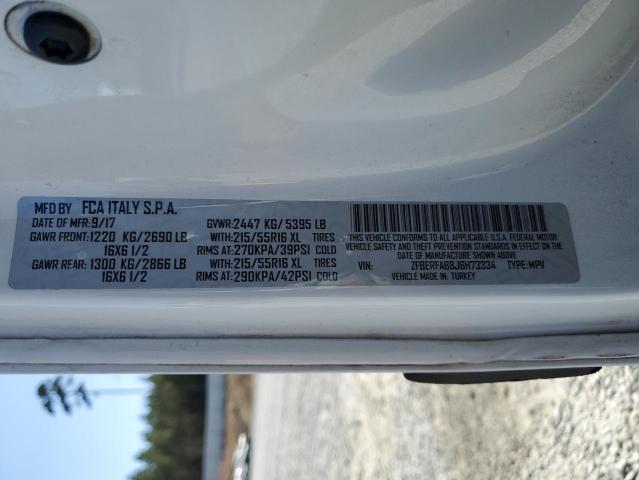 MFD BY FCA ITALY S.P.A.
DATE OF MFR: 9/17 GVWR: 2447 KG/ 5395 LB
GAWR FRONT: 1220 KG/2690 LB WITH: 215/55R16 XL TIRES
16X6 1/2 RIMS AT: 270KPA/39PSI COLD
GAWR REAR: 1300 KG/2866 LB WITH: 215/55R16 XL TIRES
16X6 1/2 RIMS AT: 290KPA/42PSI COLD
THIS VEHICLE CONFORMS TO ALL APPLICABLE U.S.A. FEDERAL MOTOR
VEHICLE SAFETY AND THEFT PREVENTION STANDARDS IN
EFFECT ON THE DATE OF MANUFACTURE SHOWN ABOVE.
VIN: ZFBERFAB8J6H73334 TYPE: MPV
VEHICLE MADE IN: TURKEY